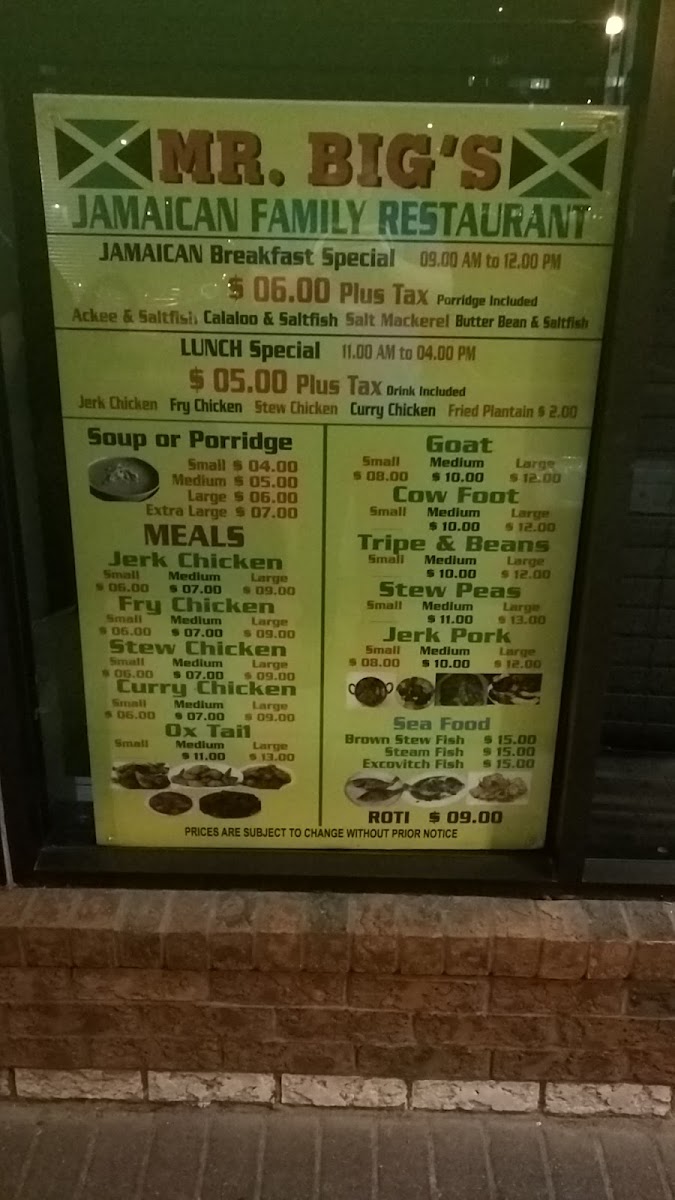 MR. BIG'S
JAMAICAN FAMILY RESTAURANT
JAMAICAN Breakfast Special 09.00 AM to 12.00 PM
$ 06.00 Plus Tax Porridge Included
Ackee & Saltfish Calaloo & Saltfish Salt Mackerel Butter Bean & Saltfish
LUNCH Special 11.00 AM to 04.00 PM
$ 05.00 Plus Tax Drink Included
Jerk Chicken Fry Chicken Stew Chicken Curry Chicken Fried Plantain $ 2.00
Soup or Porridge
Small $ 04.00
Medium $ 05.00
Large $ 06.00
Extra Large $ 07.00
MEALS
Jerk Chicken
Small Medium Large
$ 06.00 $ 07.00 $ 09.00
Fry Chicken
Small Medium Large
$ 06.00 $ 07.00 $ 09.00
Stew Chicken
Small Medium Large
$ 06.00 $ 07.00 $ 09.00
Curry Chicken
Small Medium Large
$ 06.00 $ 07.00 $ 09.00
Ox Tail
Small Medium Large
$ 11.00 $ 13.00
Goat
Small Medium Large
$ 08.00 $ 10.00 $ 12.00
Cow Foot
Small Medium Large
$ 10.00 $ 12.00
Tripe & Beans
Small Medium Large
$ 10.00 $ 12.00
Stew Peas
Small Medium Large
$ 11.00 $ 13.00
Jerk Pork
Small Medium Large
$ 08.00 $ 10.00 $ 12.00
Sea Food
Brown Stew Fish $ 15.00
Steam Fish $ 15.00
Excovitch Fish $ 15.00
ROTI $ 09.00
PRICES ARE SUBJECT TO CHANGE WITHOUT PRIOR NOTICE